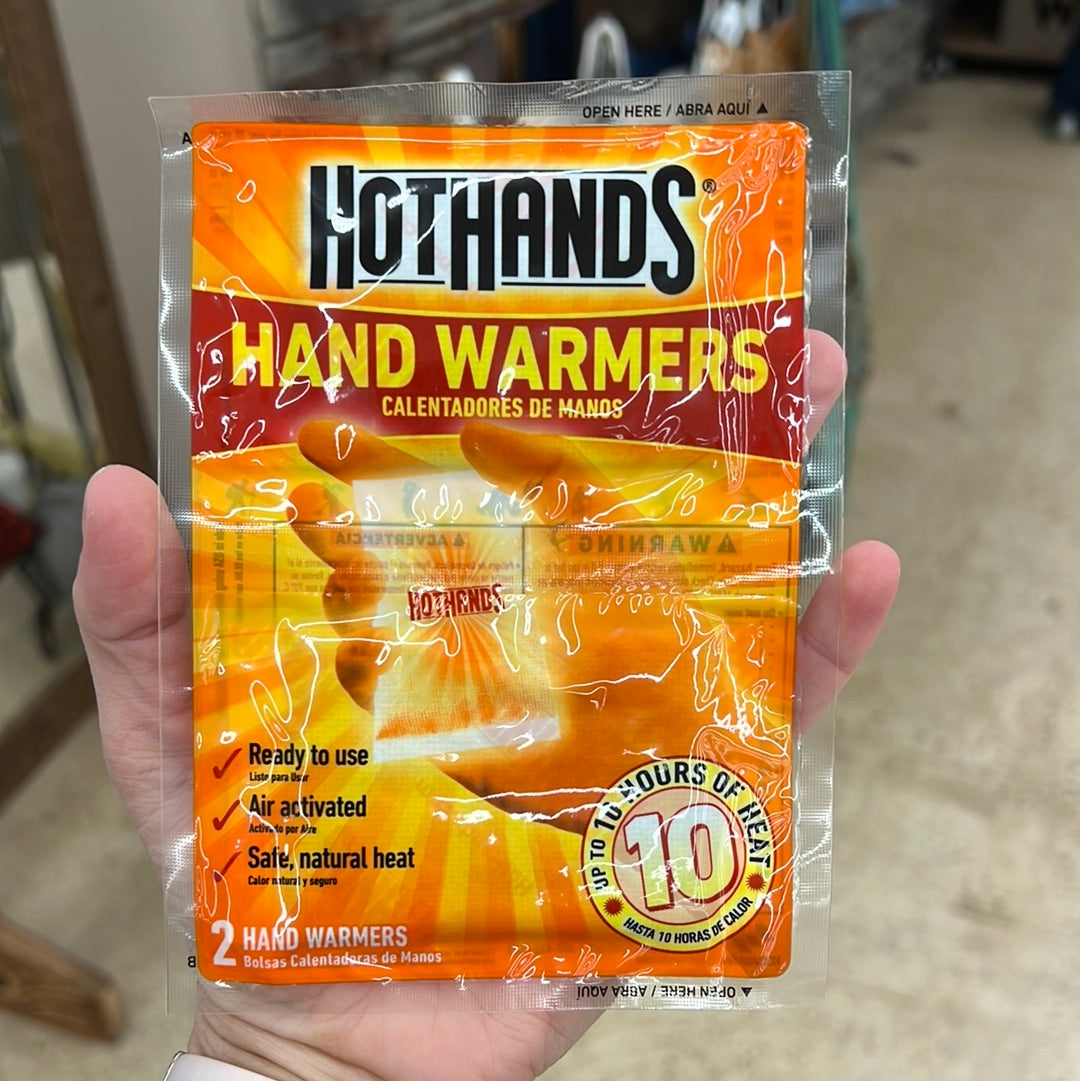 OPEN HERE / ABRA AQUÍ ▲
A
HOTHANDS®
HAND WARMERS
CALENTADORES DE MANOS
⚠ADVERTENCIA
⚠WARNING
HOTHANDS
Ready to use
Listo para Usar
Air activated
Activado por Aire
Safe, natural heat
Calor natural y seguro
UP TO 10 HOURS OF HEAT
10
HASTA 10 HORAS DE CALOR
2 HAND WARMERS
Bolsas Calentadoras de Manos
B
▲ OPEN HERE / ABRA AQUÍ